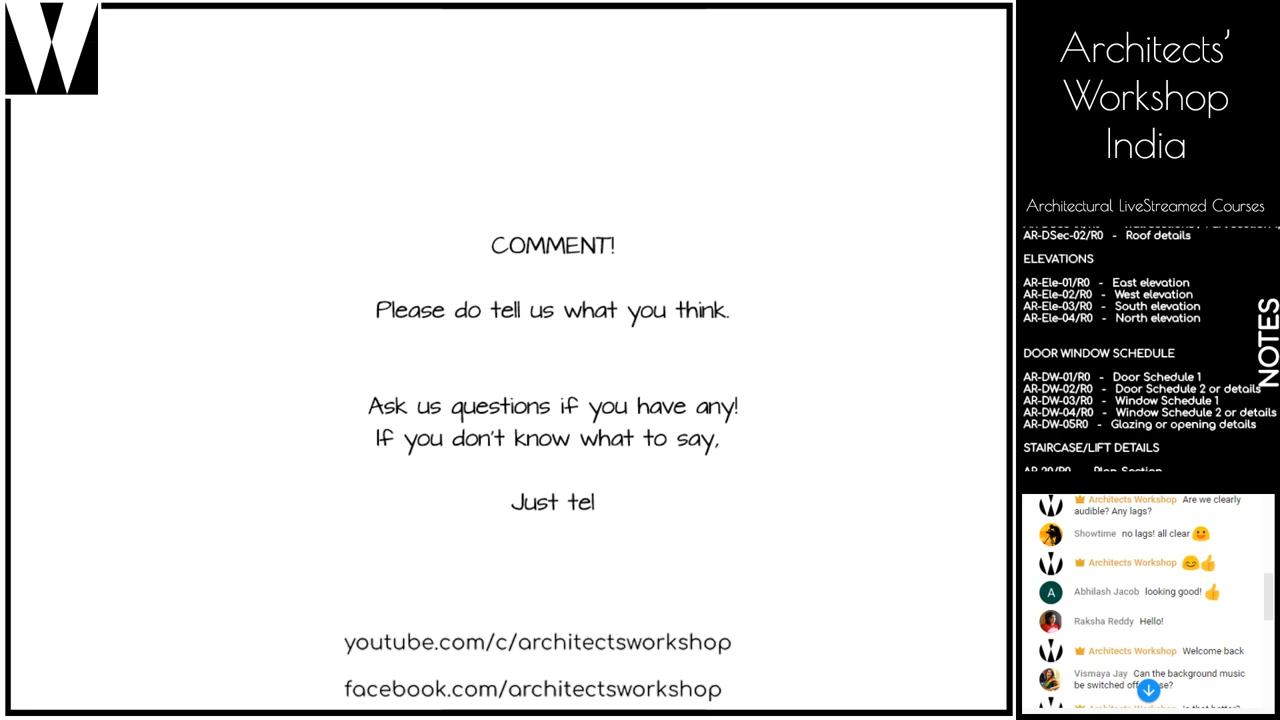 W
COMMENT!
Please do tell us what you think.
Ask us questions if you have any!
If you don't know what to say,
Just tel
youtube.com/c/architectsworkshop
facebook.com/architectsworkshop
Architects'
Workshop
India
Architectural LiveStreamed Courses
AR-DSec-02/R0 - Roof details
ELEVATIONS
AR-Ele-01/R0 - East elevation
AR-Ele-02/R0 - West elevation
AR-Ele-03/R0 - South elevation
AR-Ele-04/R0 - North elevation
DOOR WINDOW SCHEDULE
AR-DW-01/R0 - Door Schedule 1
AR-DW-02/R0 - Door Schedule 2 or details
AR-DW-03/R0 - Window Schedule 1
AR-DW-04/R0 - Window Schedule 2 or details
AR-DW-05R0 - Glazing or opening details
STAIRCASE/LIFT DETAILS
NOTES
Architects Workshop Are we clearly
audible? Any lags?
Showtime no lags! all clear 😀
Architects Workshop 😊👍
A Abhilash Jacob looking good! 👍
Raksha Reddy Hello!
Architects Workshop Welcome back
Vismaya Jay Can the background music
be switched off